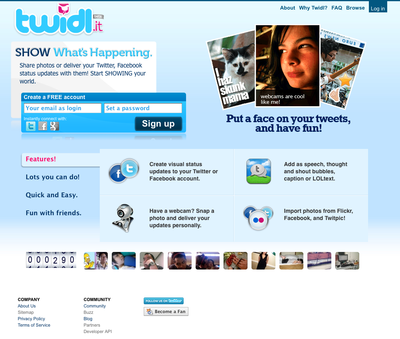 About Why Twidl? FAQ Browse Log in
twidl.it
SHOW What's Happening.
Share photos or deliver your Twitter, Facebook
status updates with them! Start SHOWING your
world.
Create a FREE account
Your email as login
Set a password
Instantly connect with:
Sign up
haz
skunk
mama
webcams are cool
like me!
Put a face on your tweets,
and have fun!
Features!
Lots you can do!
Quick and Easy.
Fun with friends.
Create visual status
updates to your Twitter or
Facebook account.
Add as speech, thought
and shout bubbles,
caption or LOLtext.
Have a webcam? Snap a
photo and deliver your
updates personally.
Import photos from Flickr,
Facebook, and Twitpic!
000290
COMPANY
About Us
Sitemap
Privacy Policy
Terms of Service
COMMUNITY
Community
Buzz
Blog
Partners
Developer API
FOLLOW US ON twitter
Become a Fan